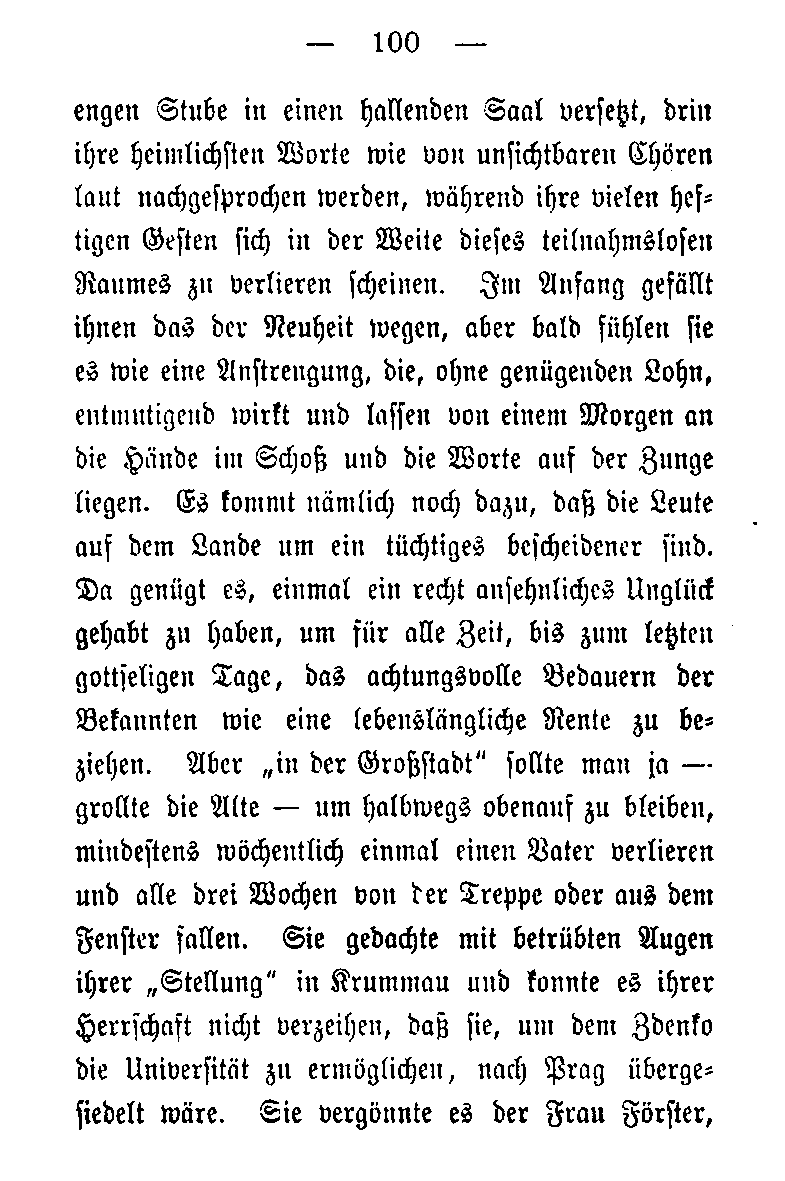 — 100 —
engen Stube in einen hallenden Saal versetzt, drin
ihre heimlichsten Worte wie von unsichtbaren Chören
laut nachgesprochen werden, während ihre vielen hef-
tigen Gesten sich in der Weite dieses teilnahmslosen
Raumes zu verlieren scheinen. Im Anfang gefällt
ihnen das der Neuheit wegen, aber bald fühlen sie
es wie eine Anstrengung, die, ohne genügenden Lohn,
entmutigend wirkt und lassen von einem Morgen an
die Hände im Schoß und die Worte auf der Zunge
liegen. Es kommt nämlich noch dazu, daß die Leute
auf dem Lande um ein tüchtiges bescheidener sind.
Da genügt es, einmal ein recht ansehnliches Unglück
gehabt zu haben, um für alle Zeit, bis zum letzten
gottseligen Tage, das achtungsvolle Bedauern der
Bekannten wie eine lebenslängliche Rente zu be-
ziehen. Aber „in der Großstadt" sollte man ja —
grollte die Alte — um halbwegs obenauf zu bleiben,
mindestens wöchentlich einmal einen Vater verlieren
und alle drei Wochen von der Treppe oder aus dem
Fenster fallen. Sie gedachte mit betrübten Augen
ihrer „Stellung" in Krummau und konnte es ihrer
Herrschaft nicht verzeihen, daß sie, um dem Zdenko
die Universität zu ermöglichen, nach Prag überge-
siedelt wäre. Sie vergönnte es der Frau Förster,